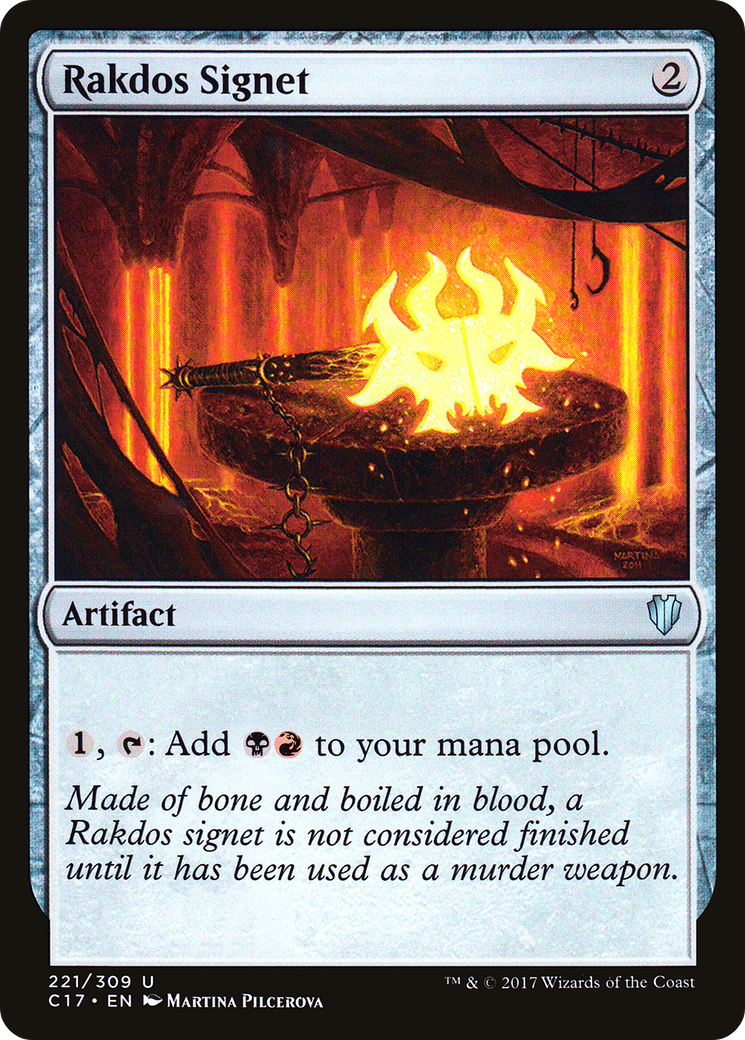 Rakdos Signet 2
MARTINA
2011
Artifact
1, : Add to your mana pool.
Made of bone and boiled in blood, a
Rakdos signet is not considered finished
until it has been used as a murder weapon.
221/309 U
™ & © 2017 Wizards of the Coast
C17 • EN Martina Pilcerova